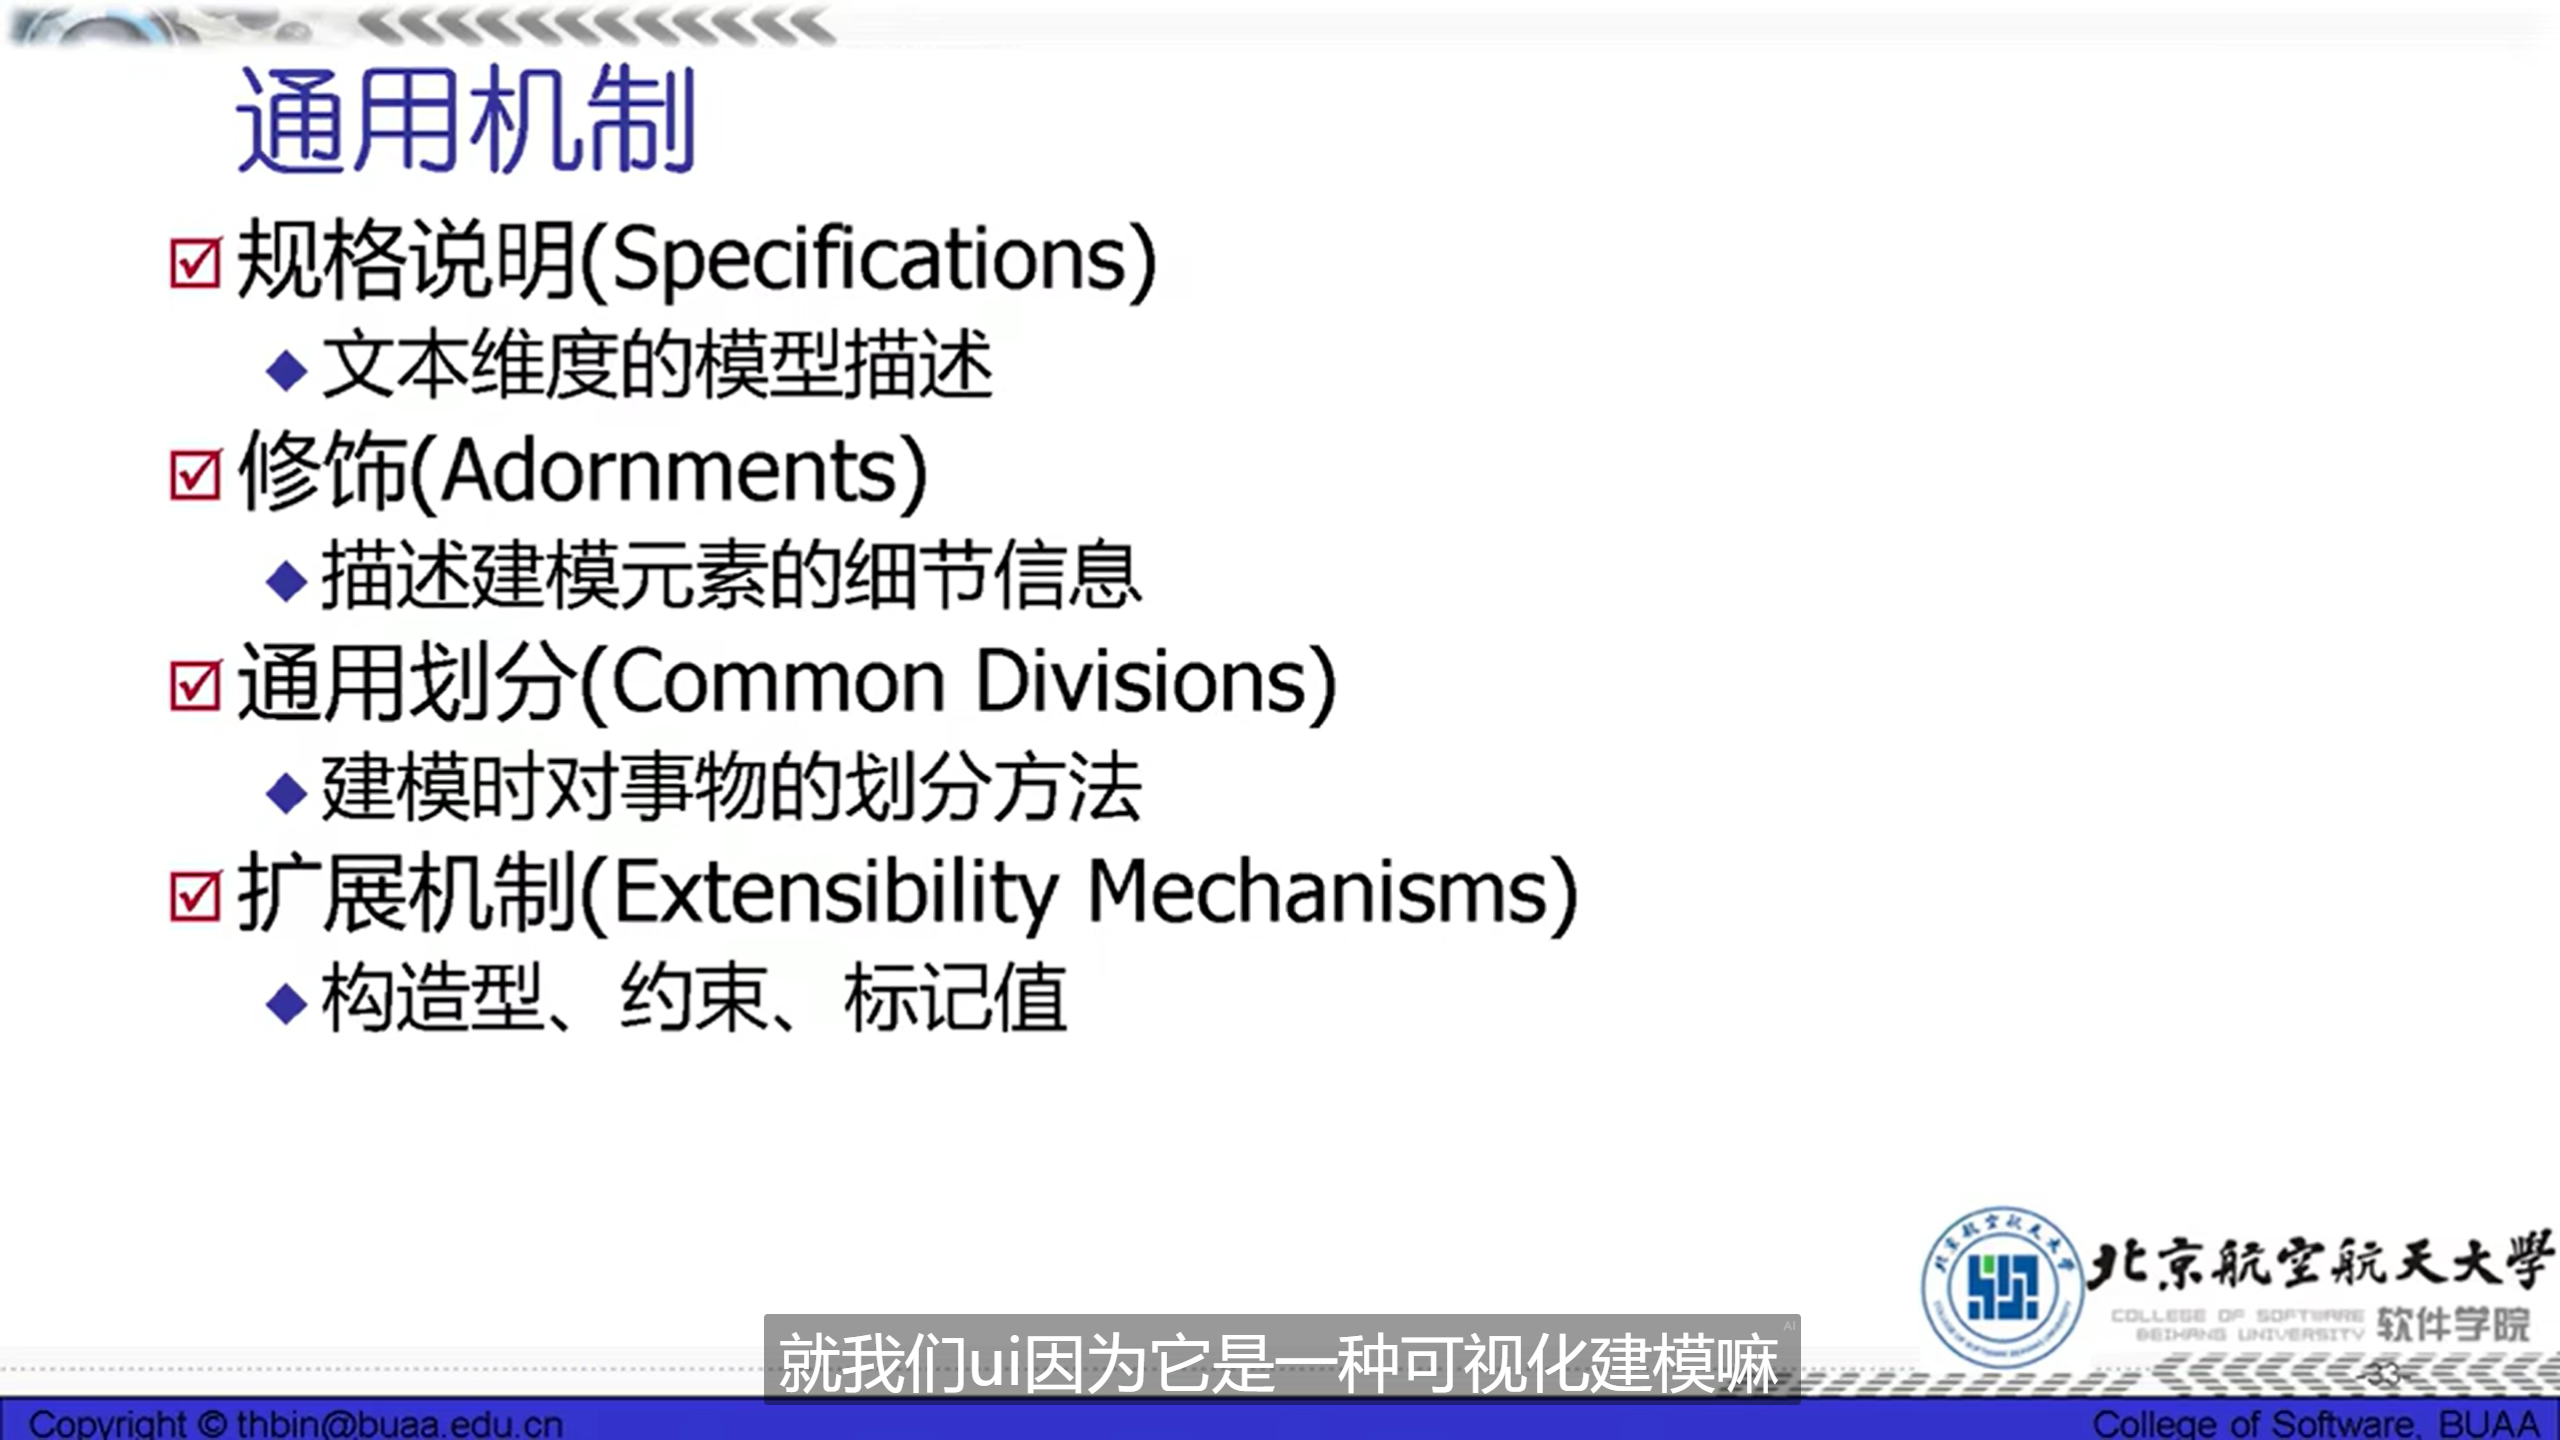 通用机制
规格说明(Specifications)
文本维度的模型描述
修饰(Adornments)
描述建模元素的细节信息
通用划分(Common Divisions)
建模时对事物的划分方法
扩展机制(Extensibility Mechanisms)
构造型、约束、标记值
北京航空航天大學
COLLEGE OF SOFTWARE
BEIHANG UNIVERSITY
软件学院
AI
就我们ui因为它是一种可视化建模嘛
-33-
Copyright © thbin@buaa.edu.cn
College of Software, BUAA